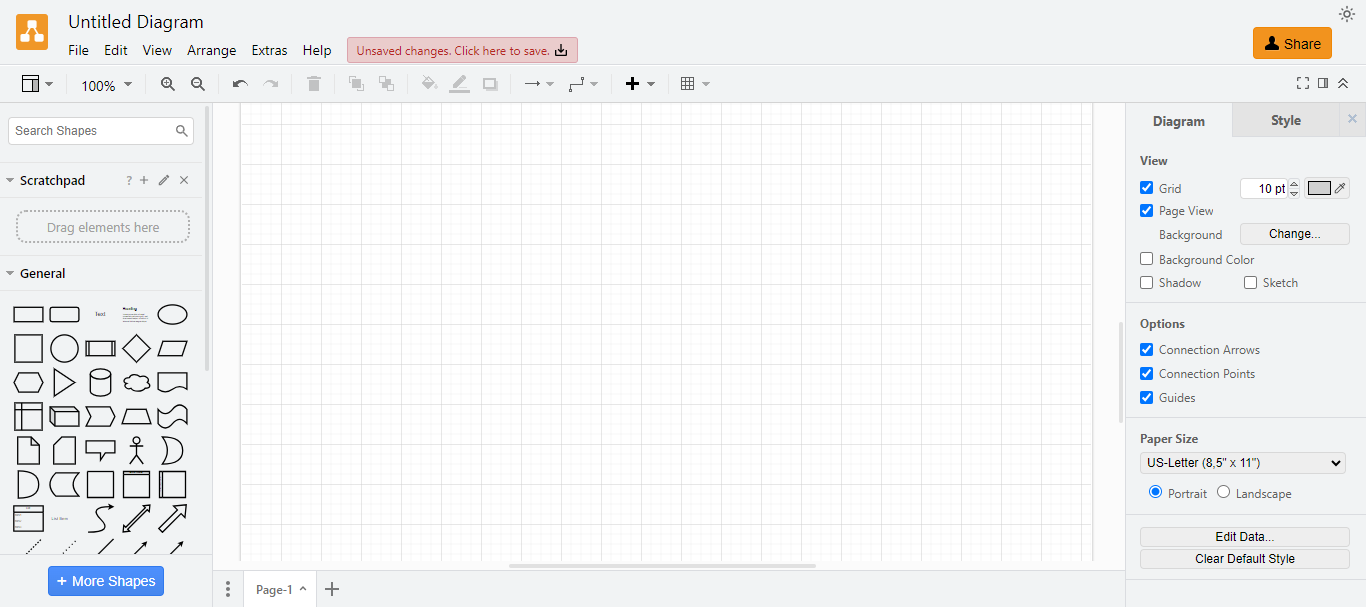 Untitled Diagram
File Edit View Arrange Extras Help Unsaved changes. Click here to save.
Share
100%
Search Shapes
Scratchpad ?
Drag elements here
General
Text Heading
List Item
+ More Shapes
Page-1
Diagram Style
View
Grid 10 pt
Page View
Background Change...
Background Color
Shadow Sketch
Options
Connection Arrows
Connection Points
Guides
Paper Size
US-Letter (8,5" x 11")
Portrait Landscape
Edit Data...
Clear Default Style